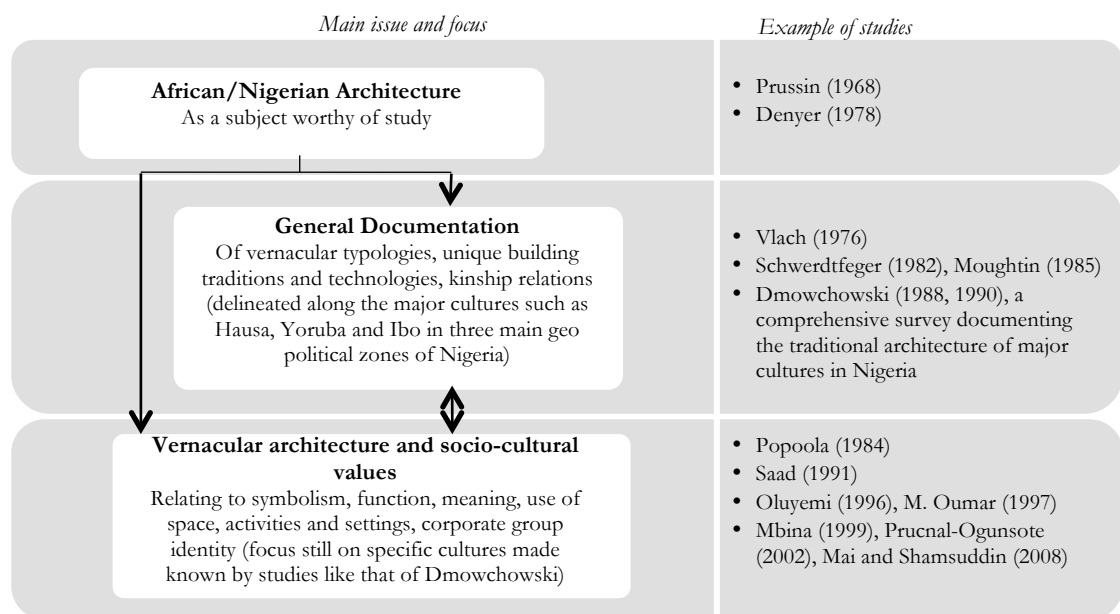 Main issue and focus
Example of studies
African/Nigerian Architecture
As a subject worthy of study
• Prussin (1968)
• Denyer (1978)
General Documentation
Of vernacular typologies, unique building
traditions and technologies, kinship relations
(delineated along the major cultures such as
Hausa, Yoruba and Ibo in three main geo
political zones of Nigeria)
• Vlach (1976)
• Schwerdtfeger (1982), Moughtin (1985)
• Dmowchowski (1988, 1990), a
comprehensive survey documenting
the traditional architecture of major
cultures in Nigeria
Vernacular architecture and socio-cultural
values
Relating to symbolism, function, meaning, use of
space, activities and settings, corporate group
identity (focus still on specific cultures made
known by studies like that of Dmowchowski)
• Popoola (1984)
• Saad (1991)
• Oluyemi (1996), M. Oumar (1997)
• Mbina (1999), Prucnal-Ogunsote
(2002), Mai and Shamsuddin (2008)